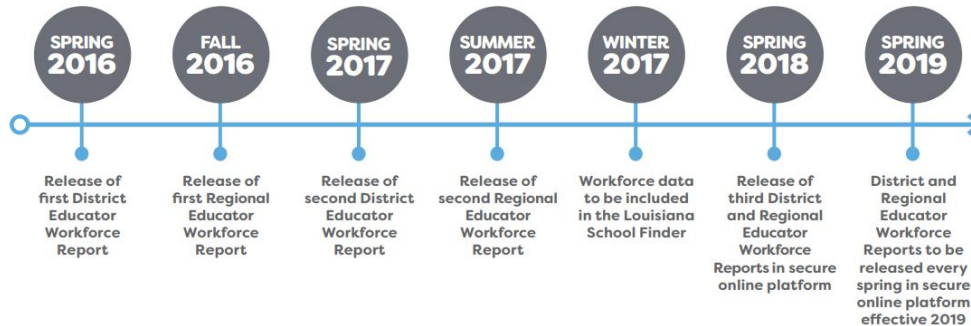 SPRING
2016
FALL
2016
SPRING
2017
SUMMER
2017
WINTER
2017
SPRING
2018
SPRING
2019
Release of
first District
Educator
Workforce
Report
Release of
first Regional
Educator
Workforce
Report
Release of
second District
Educator
Workforce
Report
Release of
second Regional
Educator
Workforce
Report
Workforce data
to be included
in the Louisiana
School Finder
Release of
third District
and Regional
Educator
Workforce
Reports in secure
online platform
District and
Regional
Educator
Workforce
Reports to be
released every
spring in secure
online platform
effective 2019